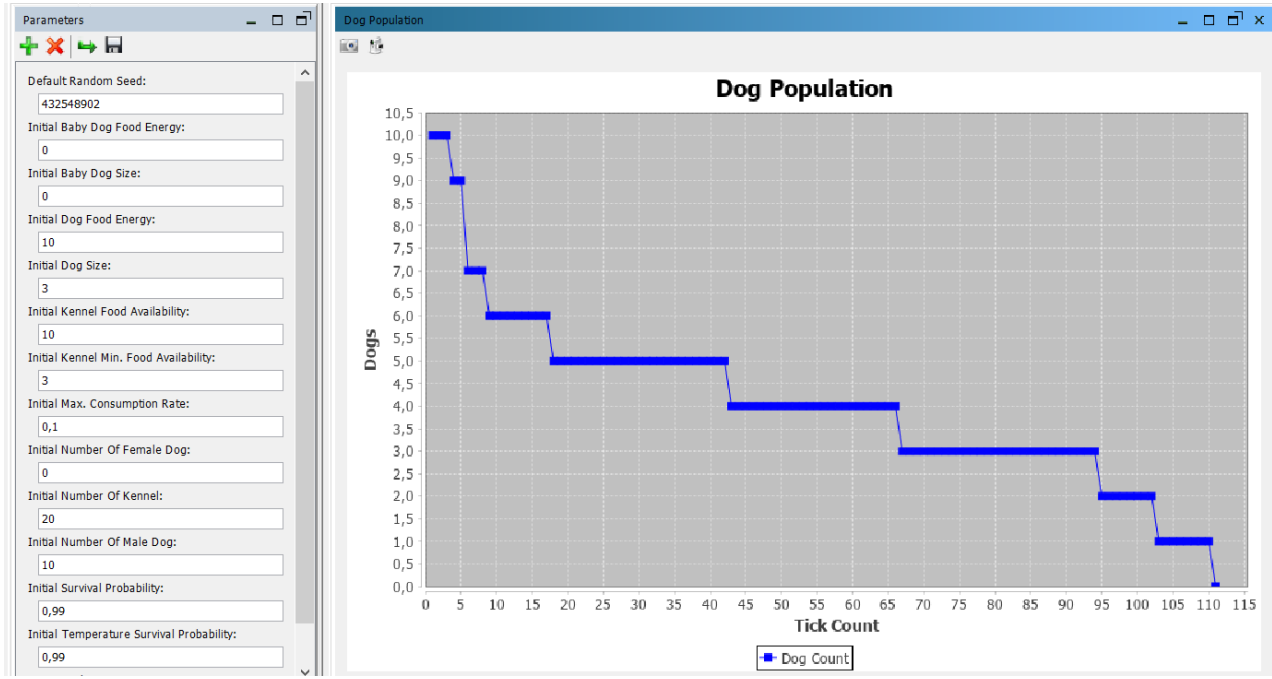 Parameters
Default Random Seed:
432548902
Initial Baby Dog Food Energy:
0
Initial Baby Dog Size:
0
Initial Dog Food Energy:
10
Initial Dog Size:
3
Initial Kennel Food Availability:
10
Initial Kennel Min. Food Availability:
3
Initial Max. Consumption Rate:
0,1
Initial Number Of Female Dog:
0
Initial Number Of Kennel:
20
Initial Number Of Male Dog:
10
Initial Survival Probability:
0,99
Initial Temperature Survival Probability:
0,99
Dog Population
Dog Population
10,5
10,0
9,5
9,0
8,5
8,0
7,5
7,0
6,5
6,0
5,5
5,0
4,5
4,0
3,5
3,0
2,5
2,0
1,5
1,0
0,5
0,0
Dogs
0 5 10 15 20 25 30 35 40 45 50 55 60 65 70 75 80 85 90 95 100 105 110 115
Tick Count
Dog Count